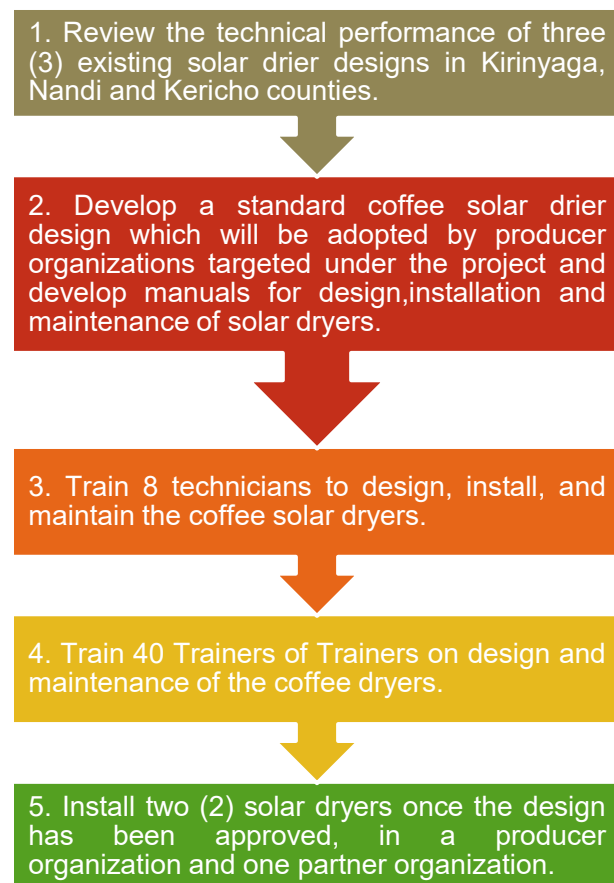 1. Review the technical performance of three
(3) existing solar drier designs in Kirinyaga,
Nandi and Kericho counties.
2. Develop a standard coffee solar drier
design which will be adopted by producer
organizations targeted under the project and
develop manuals for design,installation and
maintenance of solar dryers.
3. Train 8 technicians to design, install, and
maintain the coffee solar dryers.
4. Train 40 Trainers of Trainers on design and
maintenance of the coffee dryers.
5. Install two (2) solar dryers once the design
has been approved, in a producer
organization and one partner organization.